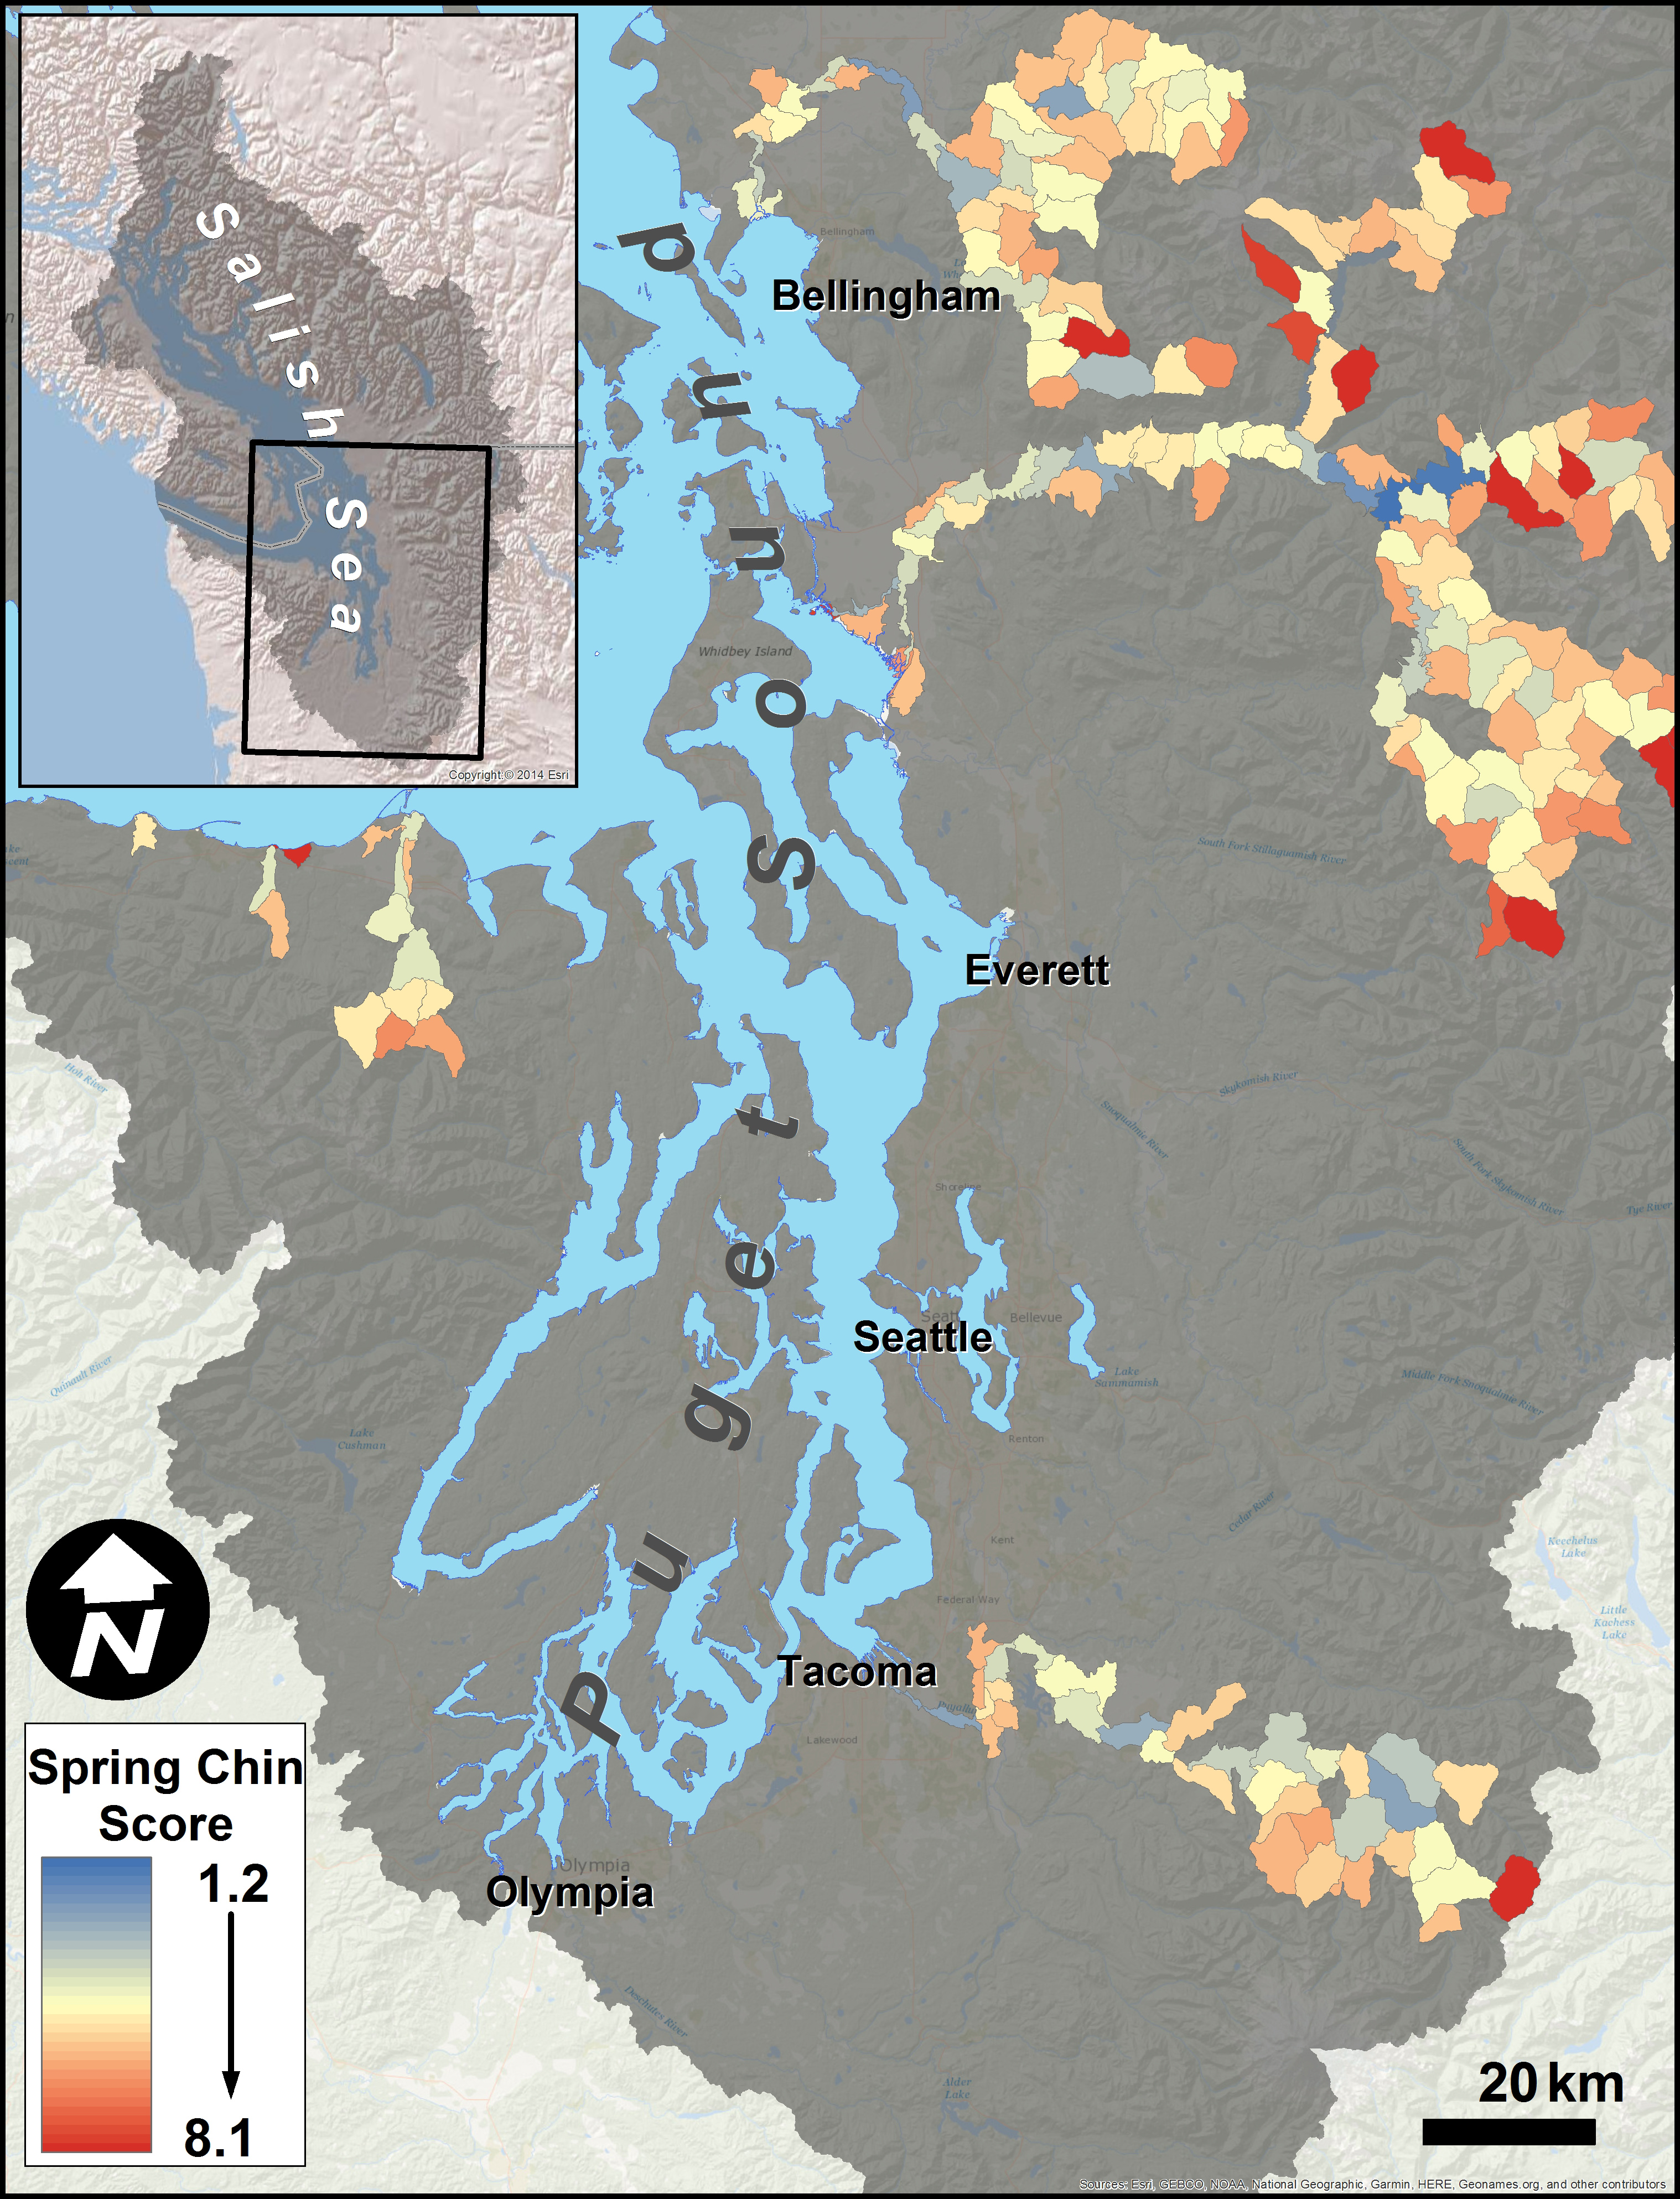 Salish
Sea
Copyright:© 2014 Esri
Puget Sound
Bellingham
Bellingham
Whidbey Island
South Fork Stillaguamish River
Everett
Hoh River
Skykomish River
Snoqualmie River
South Fork Skykomish River
Tye River
Shoreline
Seatt
Bellevue
Seattle
Lake
Sammamish
Middle Fork Snoqualmie River
Quinault River
Renton
Lake
Cushman
Cedar River
Kent
Keechelus
Lake
N
Federal Way
Little
Kachess
Lake
Tacoma
Lakewood
Spring Chin
Score
1.2
8.1
Olympia
Olympia
Deschutes River
Alder
Lake
20 km
Sources: Esri, GEBCO, NOAA, National Geographic, Garmin, HERE, Geonames.org, and other contributors